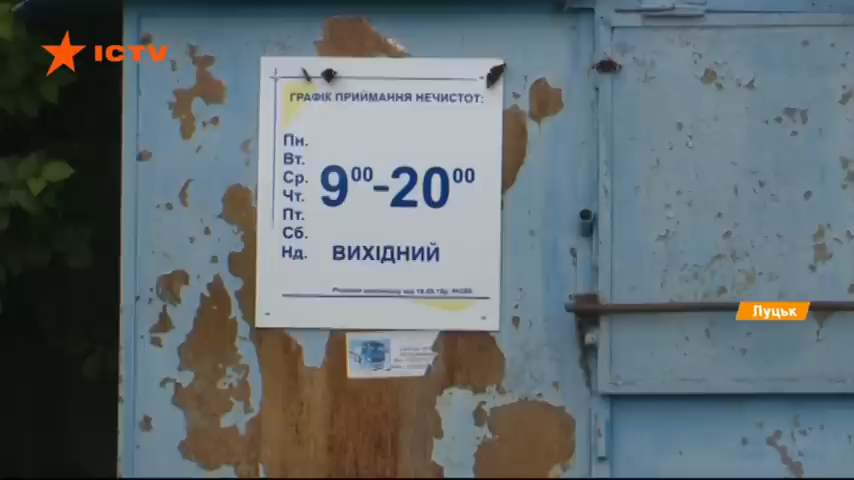 ICTV
ГРАФІК ПРИЙМАННЯ НЕЧИСТОТ:
Пн.
Вт.
Ср.
Чт.
Пт.
Сб.
9⁰⁰-20⁰⁰
Нд. ВИХІДНИЙ
Луцьк